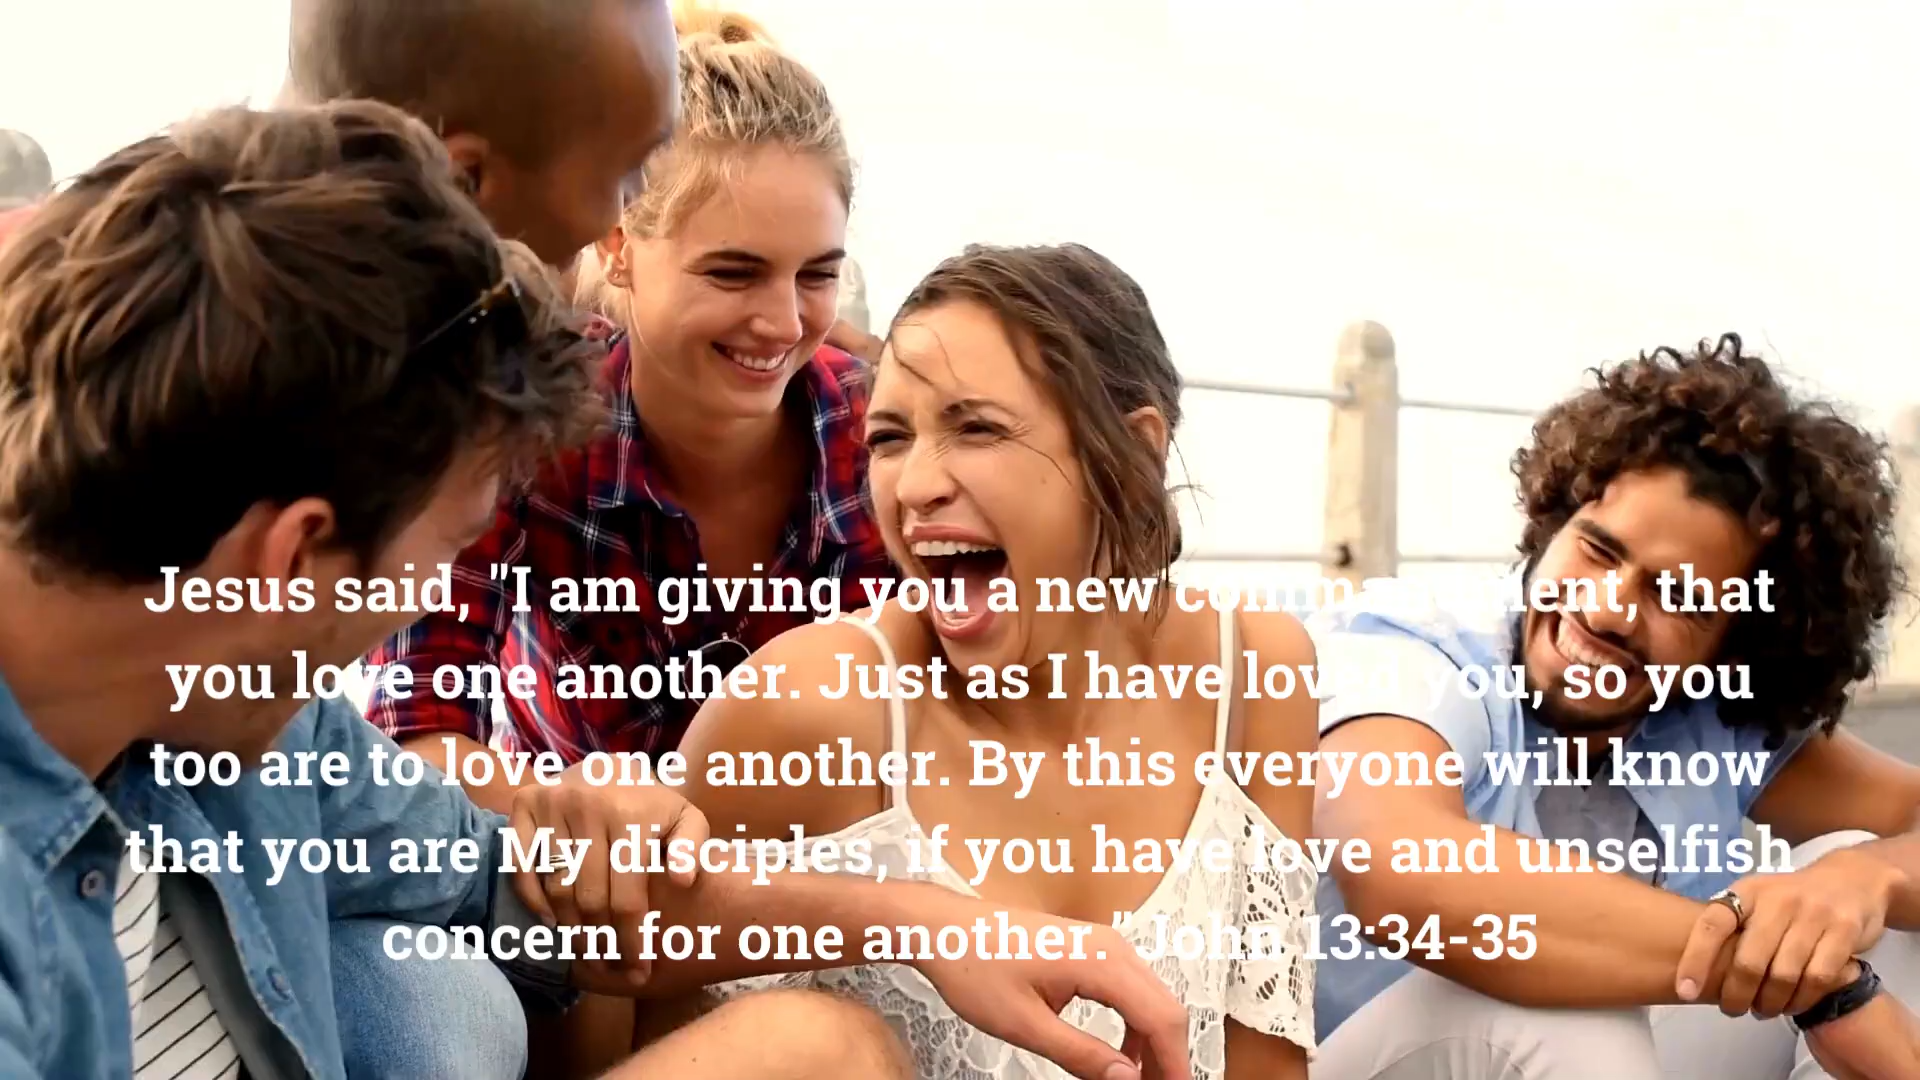 Jesus said, "I am giving you a new commandment, that
you love one another. Just as I have loved you, so you
too are to love one another. By this everyone will know
that you are My disciples, if you have love and unselfish
concern for one another." John 13:34-35